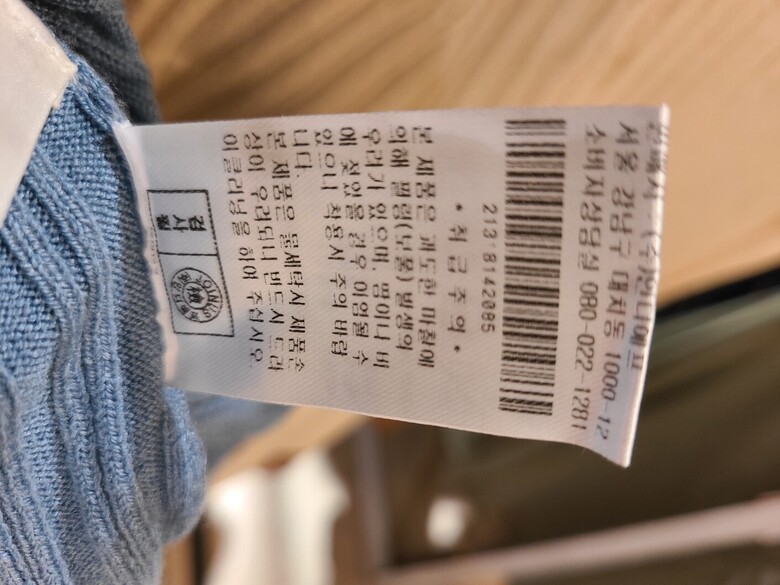 서울 강남구 대치동 1000-12
소비자상담실 080-022-1281
213-8142085
* 취 급 주 의 *
본 제품은 과도한 마찰에
의해 필링(보풀) 발생의
우려가 있으며, 땀이나 비
에 젖었을 경우 이염될 수
있으니 착용시 주의 바랍
니다.
본 제품은 물세탁시 제품손
상이 우려되니 반드시 드라
이클리닝을 하여 주십시오.
검사필